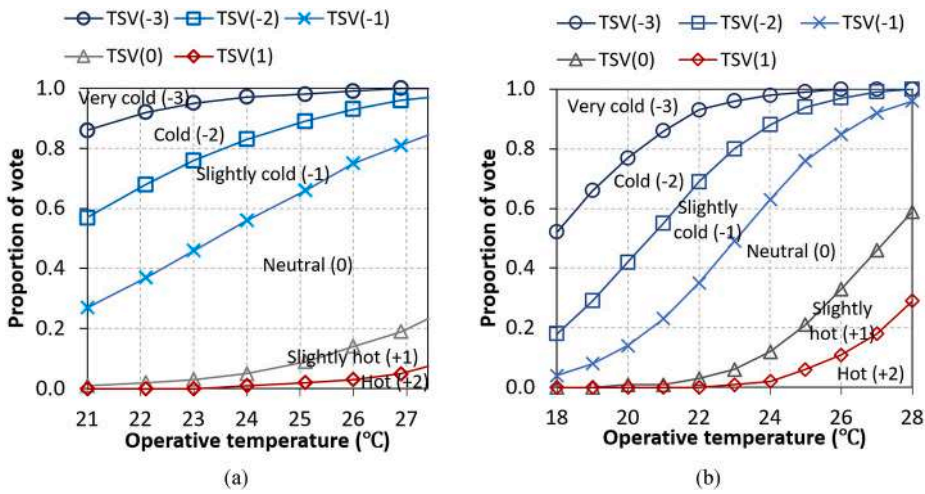 TSV(-3) TSV(-2) TSV(-1)
TSV(0) TSV(1)
1.0
0.8
0.6
0.4
0.2
0.0
Proportion of vote
Very cold (-3)
Cold (-2)
Slightly cold (-1)
Neutral (0)
Slightly hot (+1)
Hot (+2)
21 22 23 24 25 26 27
Operative temperature (℃)
(a)
TSV(-3) TSV(-2) TSV(-1)
TSV(0) TSV(1)
1.0
0.8
0.6
0.4
0.2
0.0
Proportion of vote
Very cold (-3)
Cold (-2)
Slightly
cold (-1)
Neutral (0)
Slightly
hot (+1)
Hot (+2)
18 20 22 24 26 28
Operative temperature (℃)
(b)